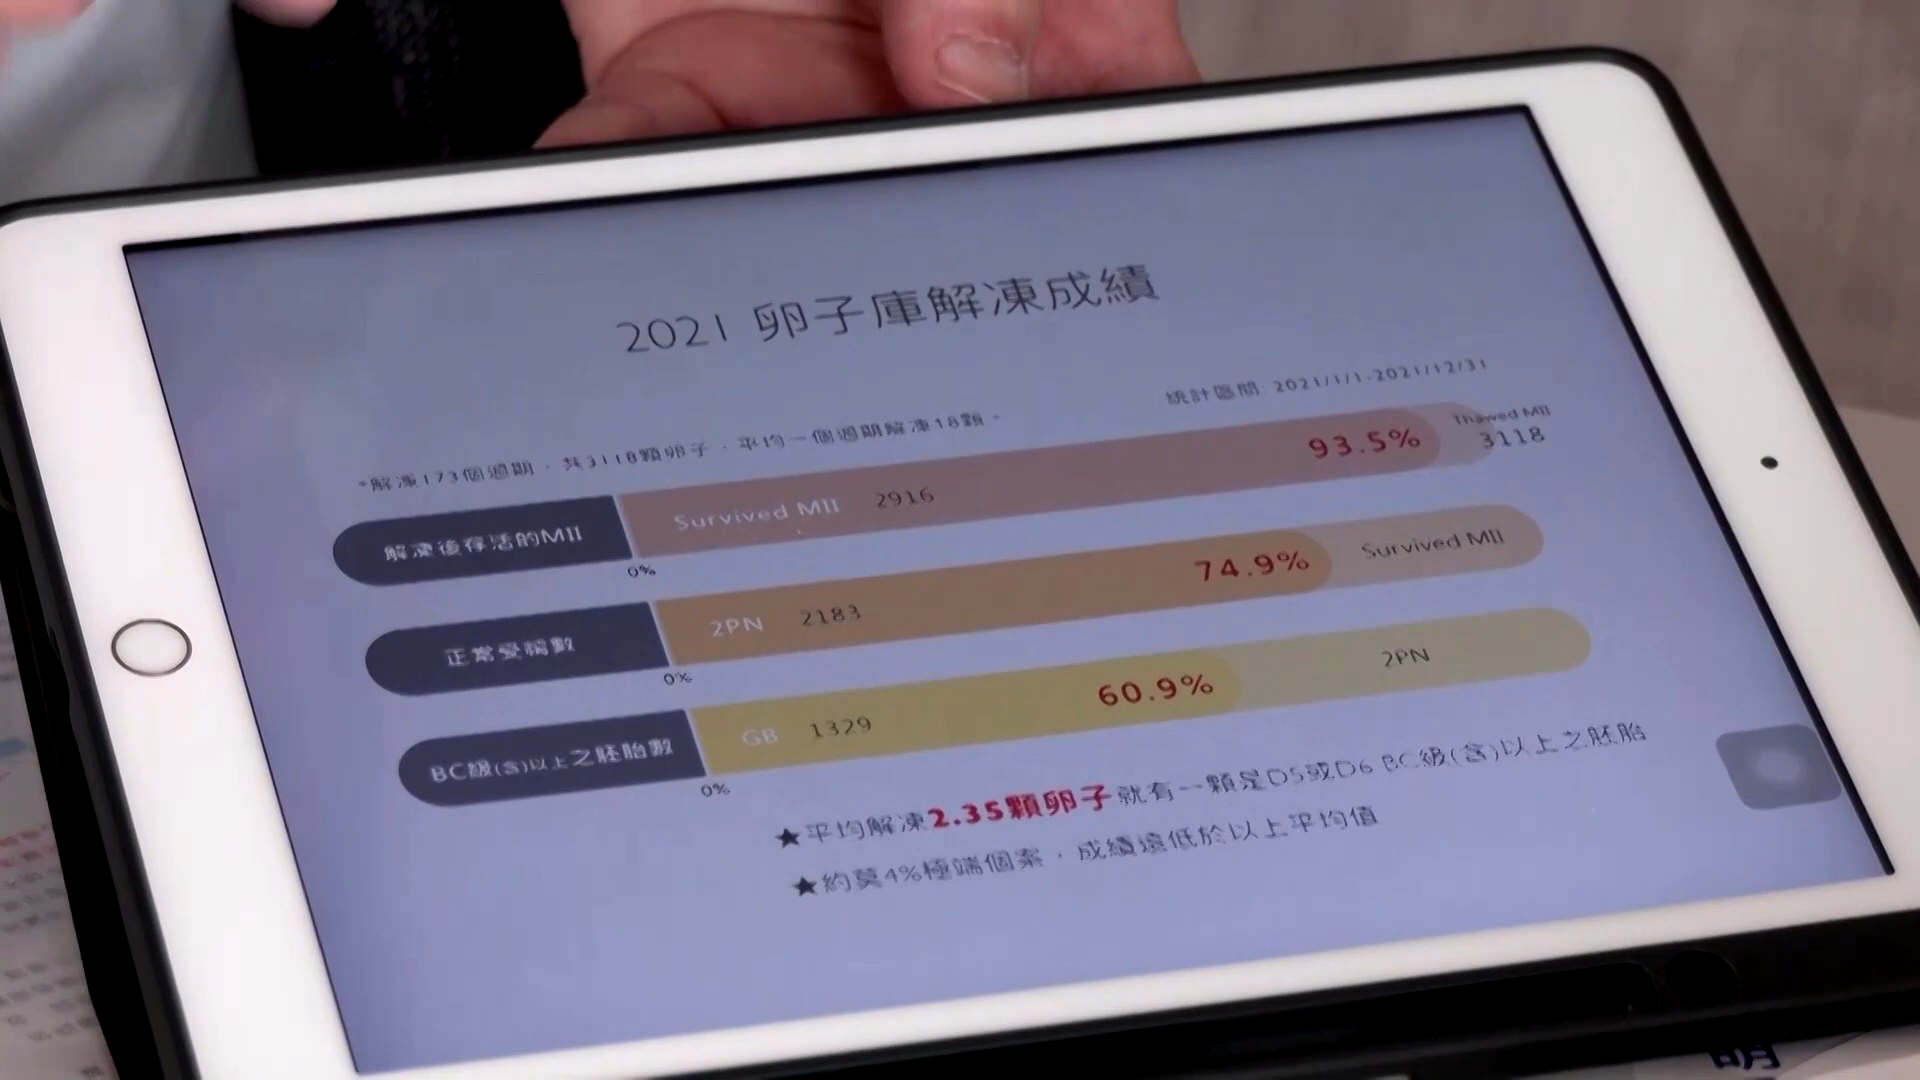 2021 卵子庫解凍成績
統計區間: 2021/1/1-2021/12/31
*解凍173個週期，共3118顆卵子，平均一個週期解凍18顆。
解凍後存活的MII Survived MII 2916 93.5% Thawed MII 3118
0%
正常受精數 2PN 2183 74.9% Survived MII
0%
BC級(含)以上之胚胎數 GB 1329 60.9% 2PN
0%
★平均解凍2.35顆卵子就有一顆是D5或D6 BC級(含)以上之胚胎
★約莫4%極端個案，成績遠低於以上平均值
明